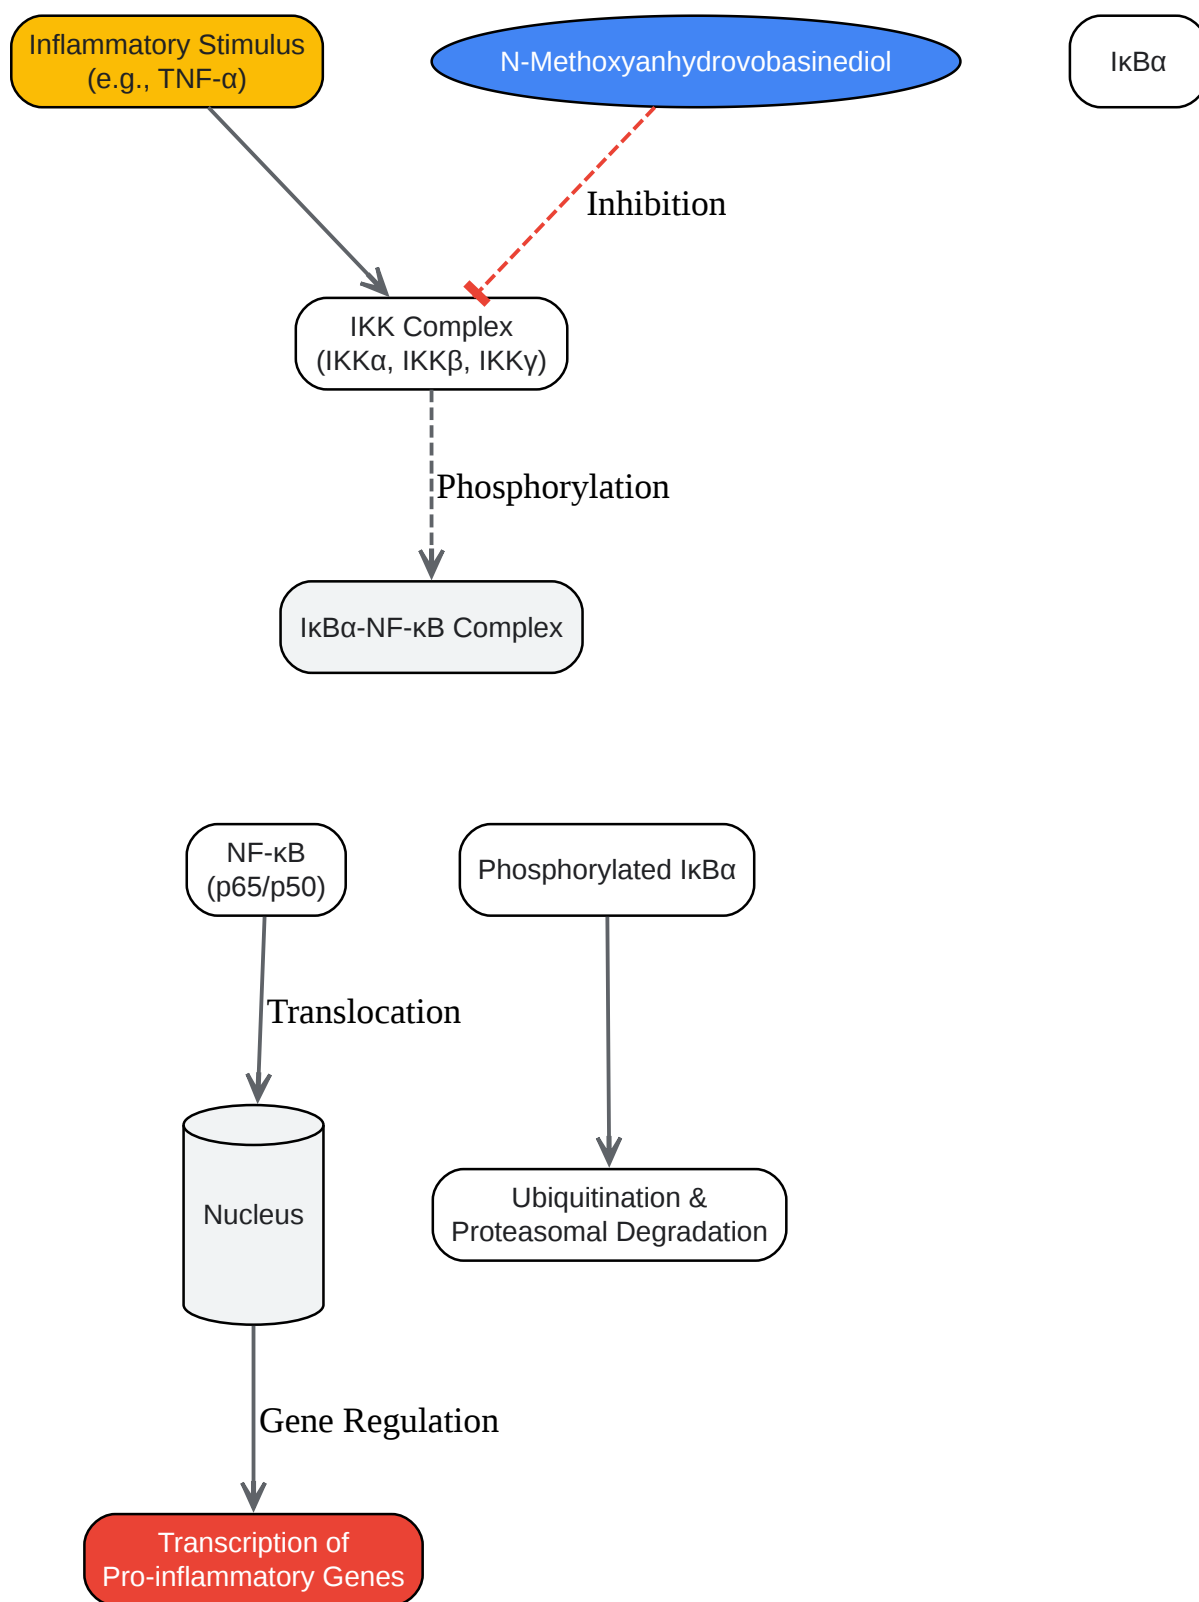 Inflammatory Stimulus
(e.g., TNF-α)
N-Methoxyanhydrovobasinediol
IκBα
Inhibition
IKK Complex
(IKKα, IKKβ, IKKγ)
Phosphorylation
IκBα-NF-κB Complex
NF-κB
(p65/p50)
Phosphorylated IκBα
Translocation
Nucleus
Ubiquitination &
Proteasomal Degradation
Gene Regulation
Transcription of
Pro-inflammatory Genes